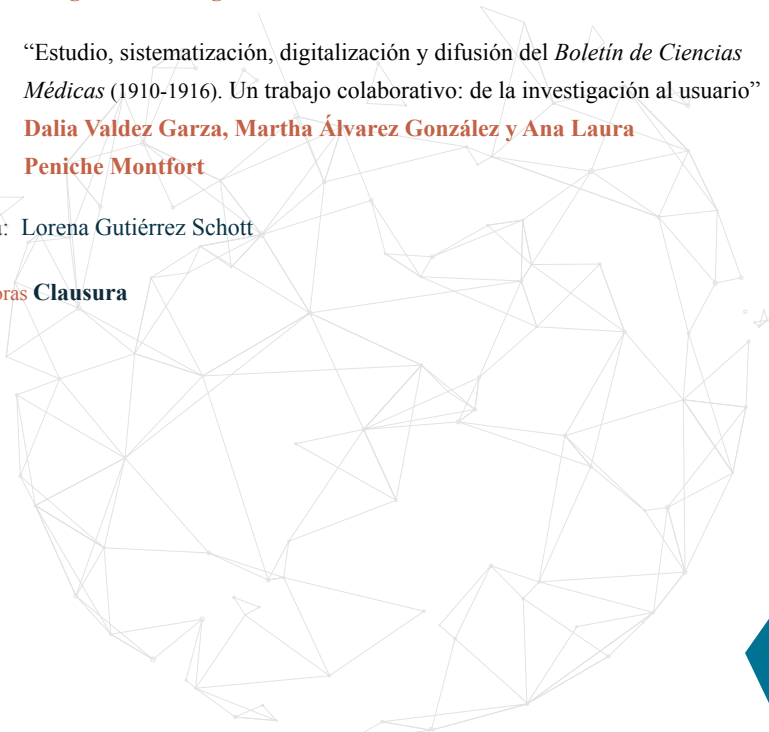 “Estudio, sistematización, digitalización y difusión del Boletín de Ciencias
Médicas (1910-1916). Un trabajo colaborativo: de la investigación al usuario”
Dalia Valdez Garza, Martha Álvarez González y Ana Laura
Peniche Montfort
: Lorena Gutiérrez Schott
oras Clausura